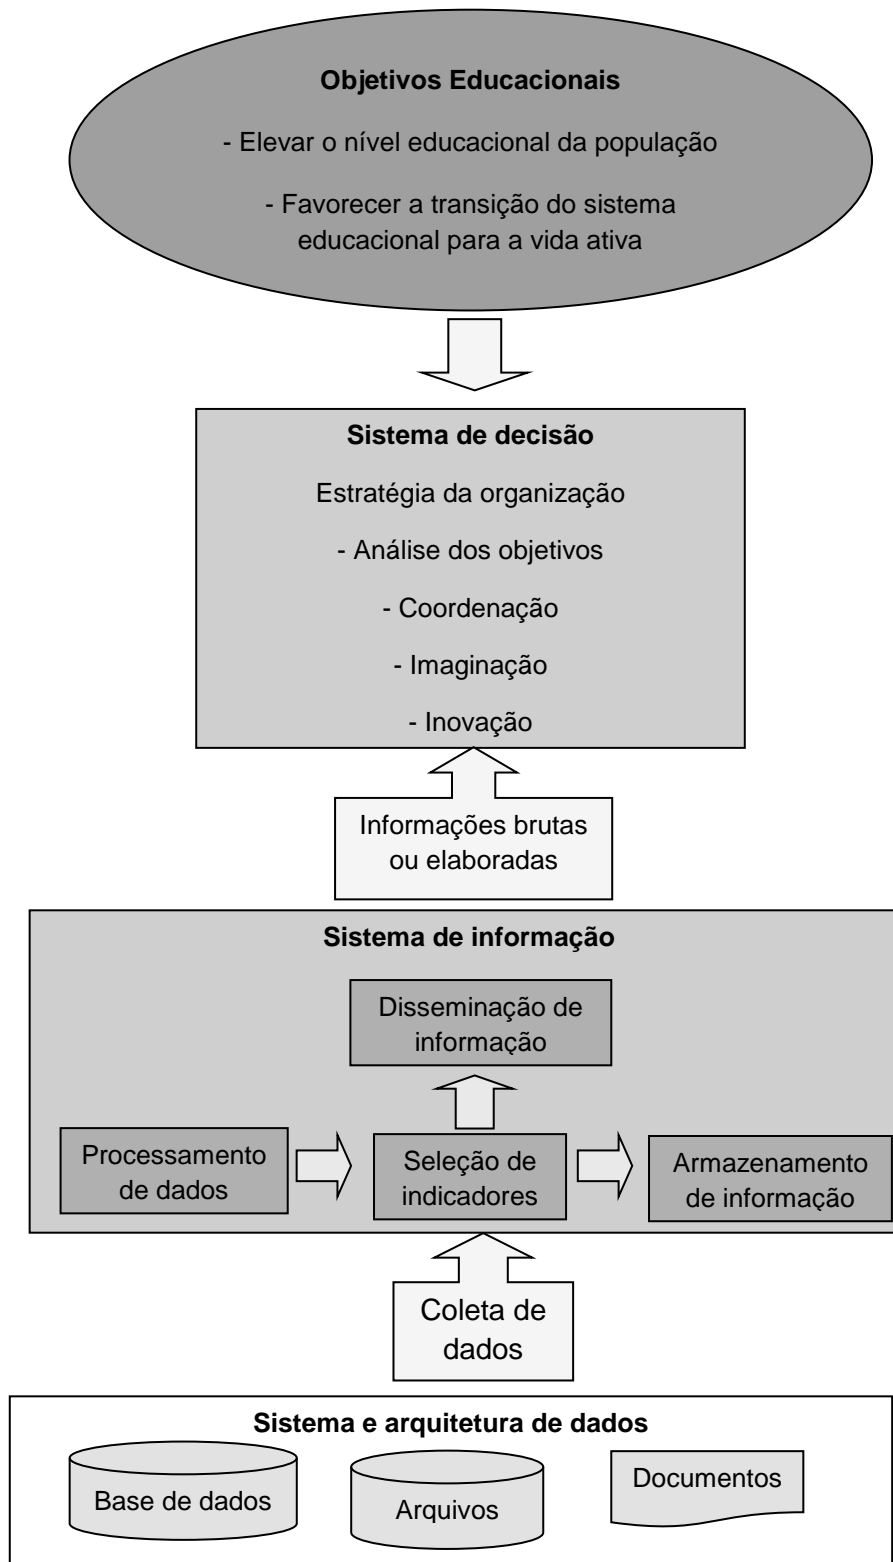 Objetivos Educacionais
- Elevar o nível educacional da população
- Favorecer a transição do sistema
educacional para a vida ativa
Sistema de decisão
Estratégia da organização
- Análise dos objetivos
- Coordenação
- Imaginação
- Inovação
Informações brutas
ou elaboradas
Sistema de informação
Disseminação de
informação
Processamento
de dados
Seleção de
indicadores
Armazenamento
de informação
Coleta de
dados
Sistema e arquitetura de dados
Base de dados
Arquivos
Documentos